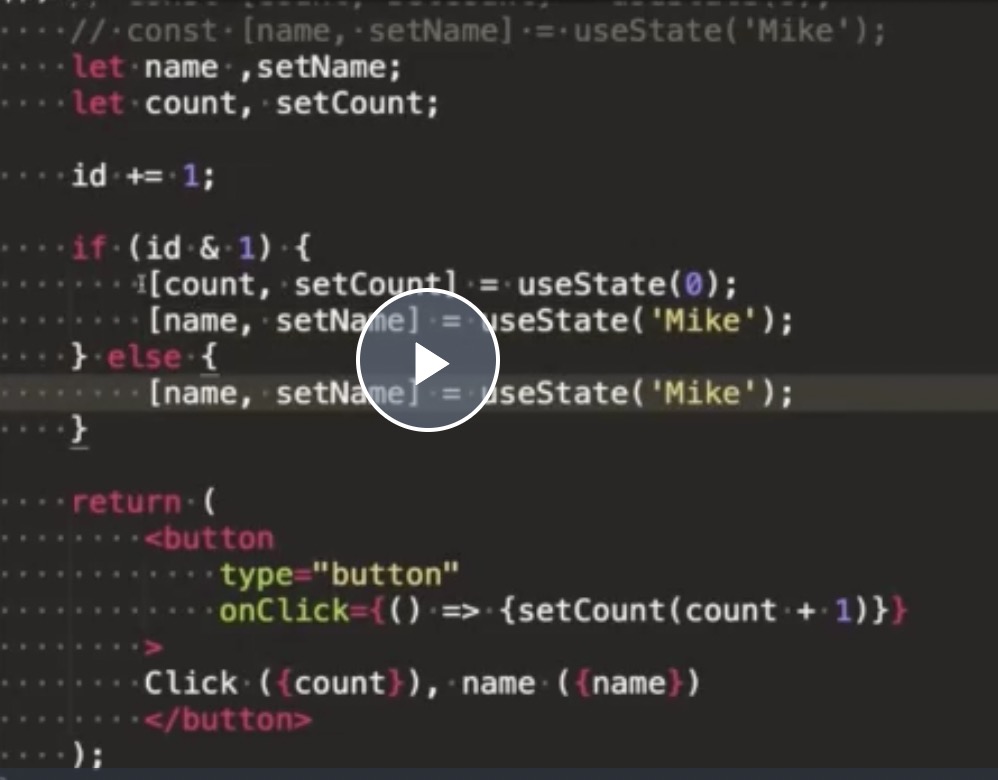 // const [name, setName] = useState('Mike');
let name ,setName;
let count, setCount;
id += 1;
if (id & 1) {
[count, setCount] = useState(0);
[name, setName] = useState('Mike');
} else {
[name, setName] = useState('Mike');
}
return (
<button
type="button"
onClick={() => {setCount(count + 1)}}
>
Click ({count}), name ({name})
</button>
);